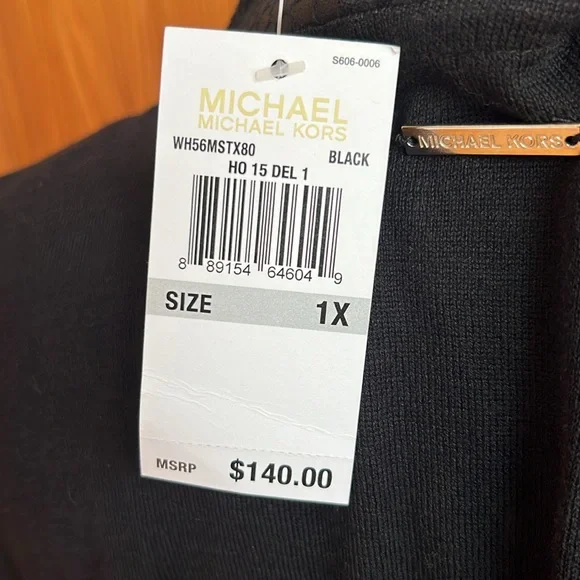 S606-0006
MICHAEL
MICHAEL KORS
WH56MSTX80 BLACK
HO 15 DEL 1
8 89154 64604 9
SIZE 1X
MSRP $140.00
MICHAEL KORS